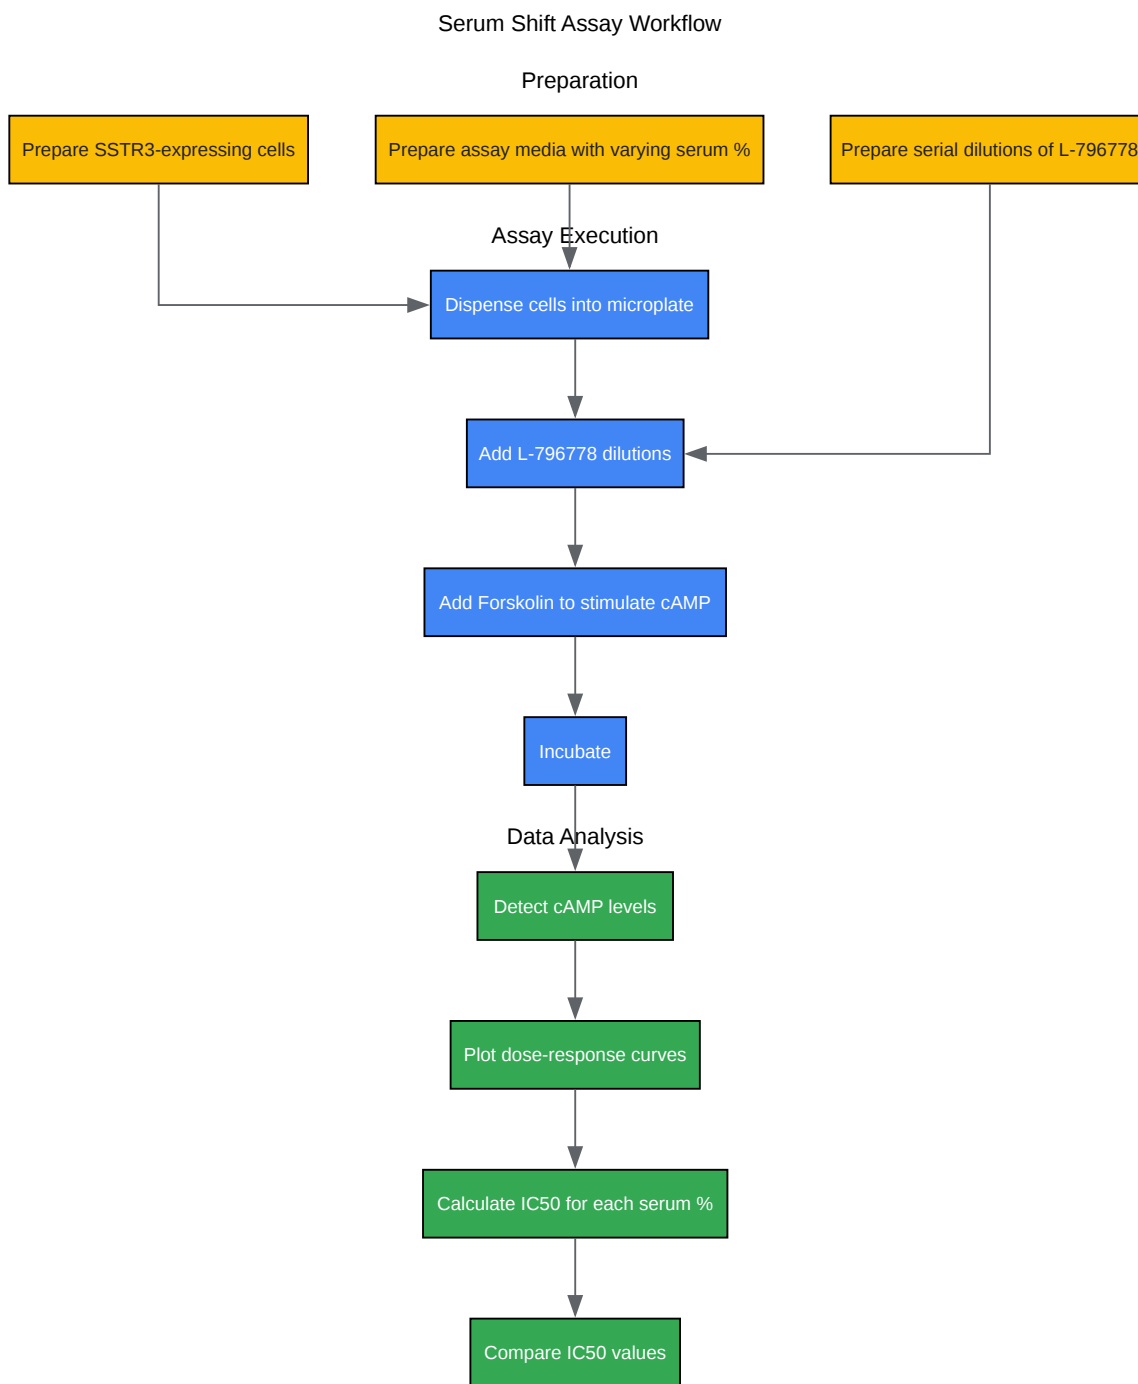 Serum Shift Assay Workflow
Preparation
Prepare SSTR3-expressing cells
Prepare assay media with varying serum %
Prepare serial dilutions of L-796778
Assay Execution
Dispense cells into microplate
Add L-796778 dilutions
Add Forskolin to stimulate cAMP
Incubate
Data Analysis
Detect cAMP levels
Plot dose-response curves
Calculate IC50 for each serum %
Compare IC50 values